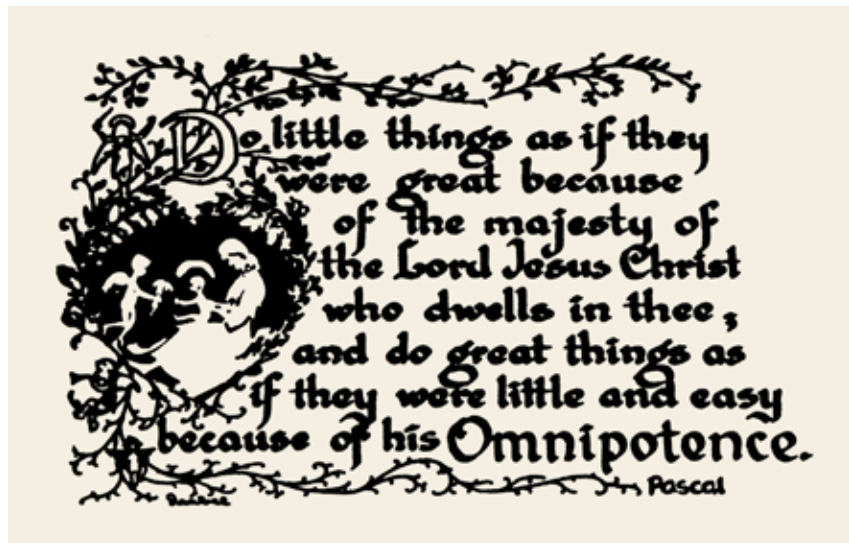 Do little things as if they
were great because
of the majesty of
the Lord Jesus Christ
who dwells in thee;
and do great things as
if they were little and easy
because of his Omnipotence.
Pascal